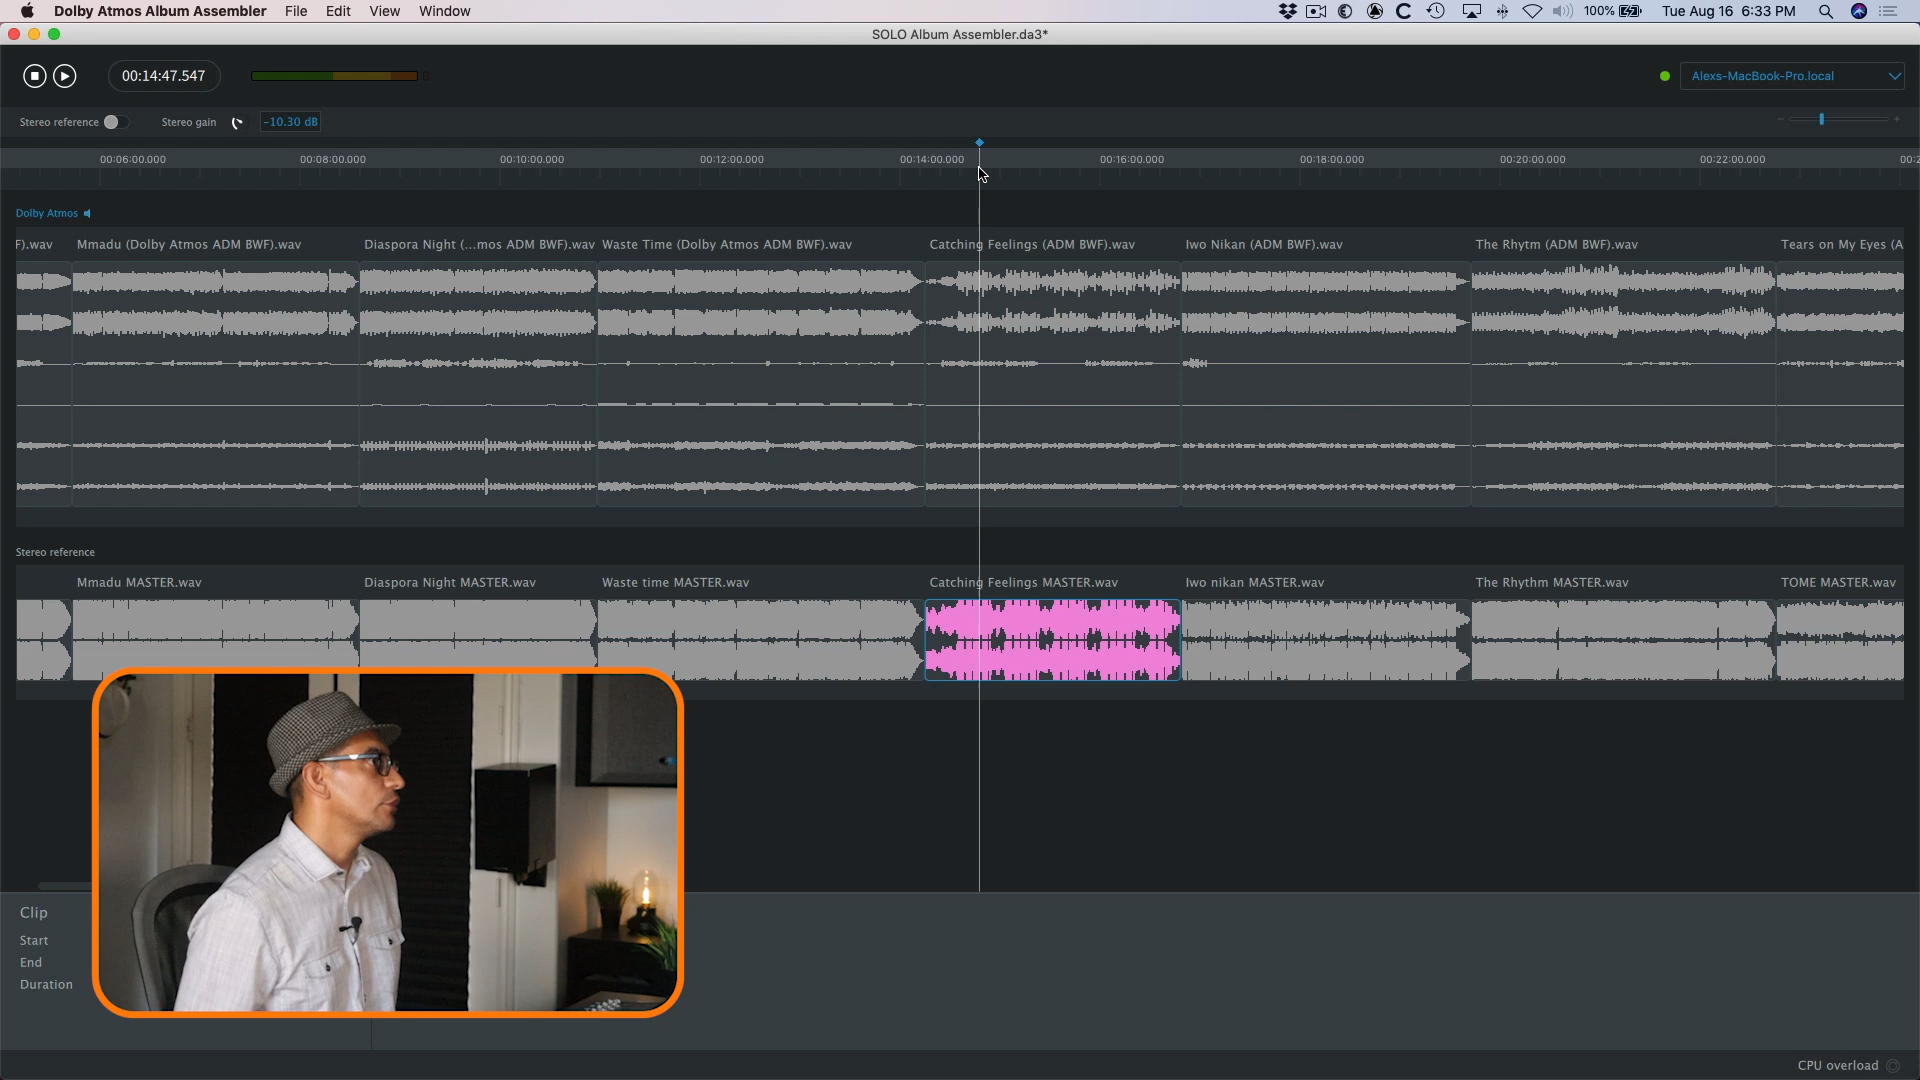 Dolby Atmos Album Assembler File Edit View Window 100% Tue Aug 16 6:33 PM
SOLO Album Assembler.da3*
00:14:47.547 Alexs-MacBook-Pro.local
Stereo reference Stereo gain -10.30 dB
00:06:00.000 00:08:00.000 00:10:00.000 00:12:00.000 00:14:00.000 00:16:00.000 00:18:00.000 00:20:00.000 00:22:00.000 00:2
Dolby Atmos
F).wav Mmadu (Dolby Atmos ADM BWF).wav Diaspora Night (...mos ADM BWF).wav Waste Time (Dolby Atmos ADM BWF).wav Catching Feelings (ADM BWF).wav Iwo Nikan (ADM BWF).wav The Rhytm (ADM BWF).wav Tears on My Eyes (A
Stereo reference
Mmadu MASTER.wav Diaspora Night MASTER.wav Waste time MASTER.wav Catching Feelings MASTER.wav Iwo nikan MASTER.wav The Rhythm MASTER.wav TOME MASTER.wav
Clip
Start
End
Duration
CPU overload